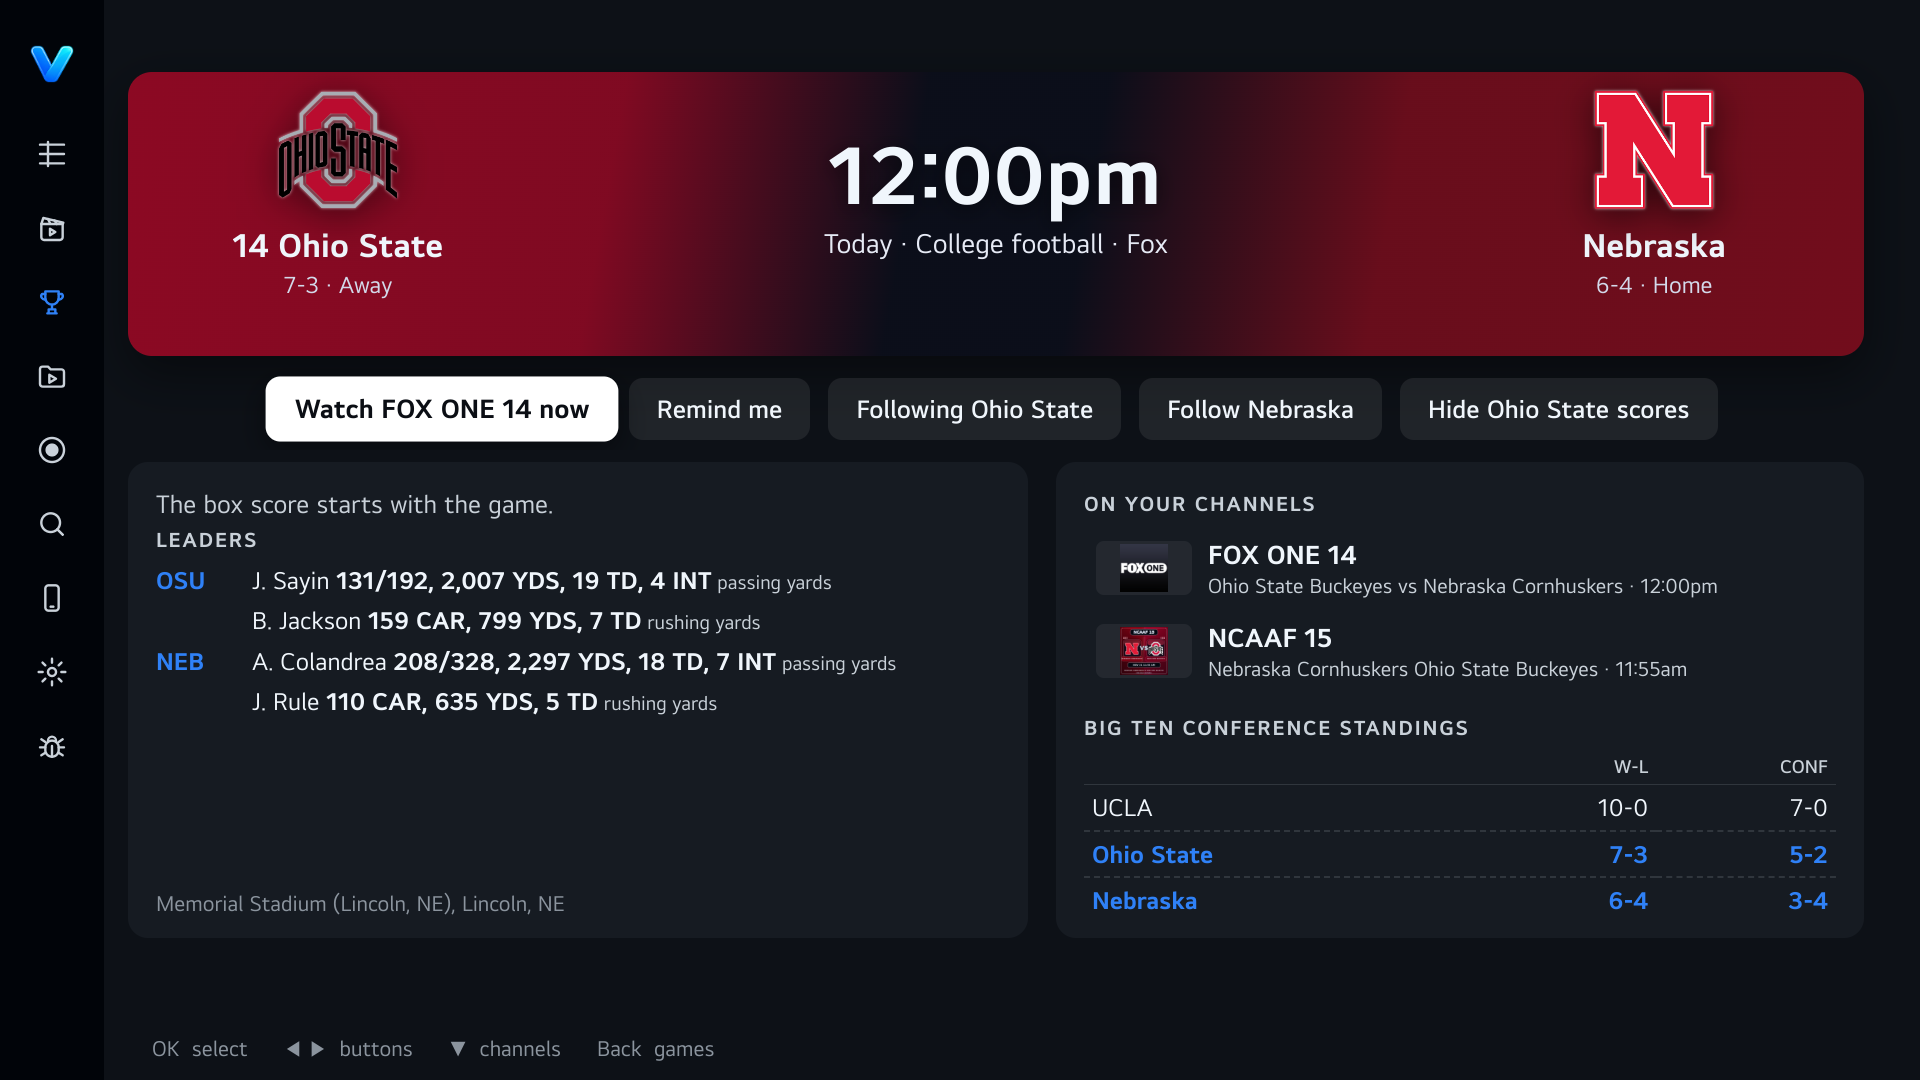 OHIO STATE
N
14 Ohio State
7-3 · Away
12:00pm
Today · College football · Fox
Nebraska
6-4 · Home
Watch FOX ONE 14 now
Remind me
Following Ohio State
Follow Nebraska
Hide Ohio State scores
The box score starts with the game.
LEADERS
OSU J. Sayin 131/192, 2,007 YDS, 19 TD, 4 INT passing yards
B. Jackson 159 CAR, 799 YDS, 7 TD rushing yards
NEB A. Colandrea 208/328, 2,297 YDS, 18 TD, 7 INT passing yards
J. Rule 110 CAR, 635 YDS, 5 TD rushing yards
Memorial Stadium (Lincoln, NE), Lincoln, NE
ON YOUR CHANNELS
FOX ONE
FOX ONE 14
Ohio State Buckeyes vs Nebraska Cornhuskers · 12:00pm
N VS
NCAAF 15
Nebraska Cornhuskers Ohio State Buckeyes · 11:55am
BIG TEN CONFERENCE STANDINGS
W-L CONF
UCLA 10-0 7-0
Ohio State 7-3 5-2
Nebraska 6-4 3-4
OK select ◀ ▶ buttons ▼ channels Back games